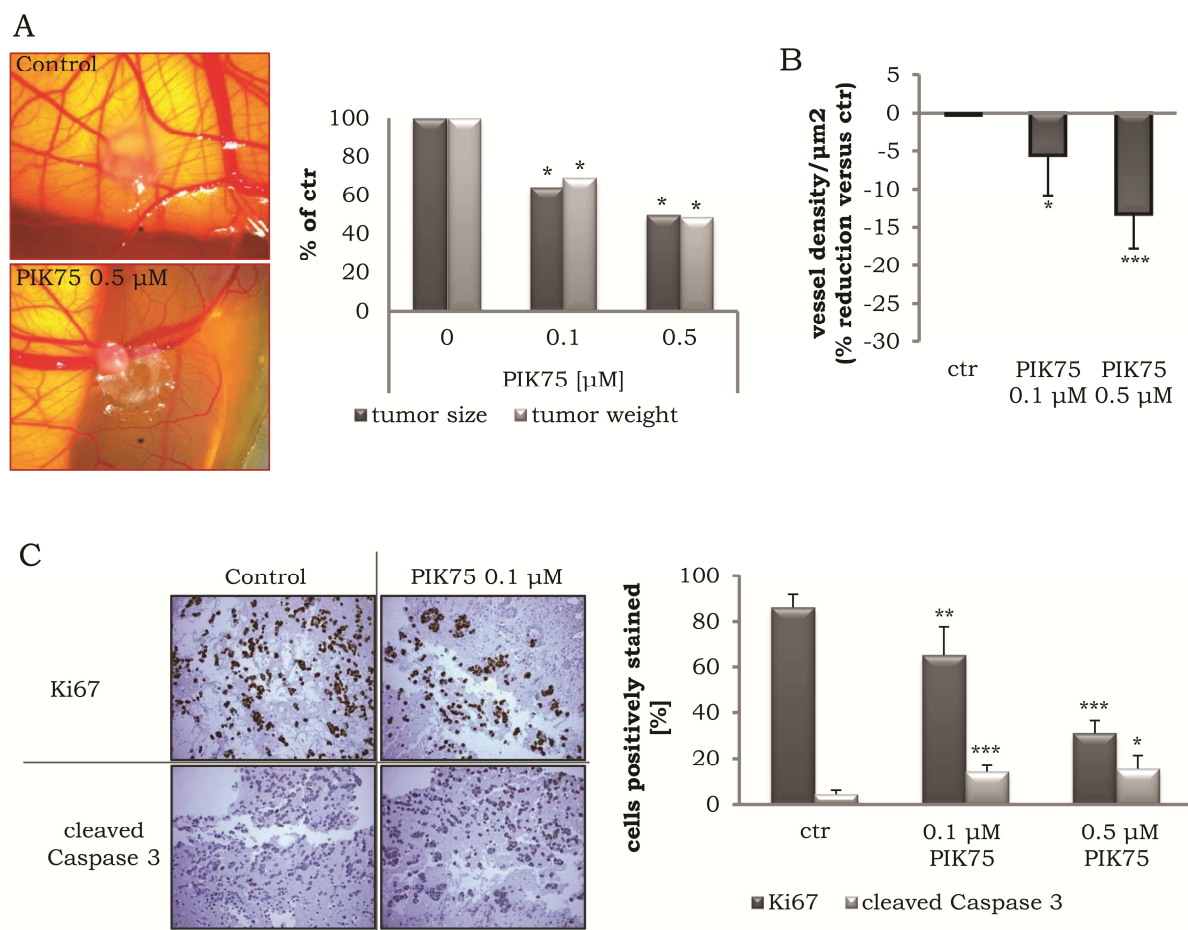 A
Control
PIK75 0.5 μM
% of ctr
100
80
60
40
20
0
*
*
*
*
0
0.1
0.5
PIK75 [μM]
tumor size
tumor weight
B
vessel density/μm2
(% reduction versus ctr)
5
0
-5
-10
-15
-20
-25
-30
*
***
ctr
PIK75
0.1 μM
PIK75
0.5 μM
C
Control
PIK75 0.1 μM
Ki67
cleaved
Caspase 3
cells positively stained
[%]
100
80
60
40
20
0
**
***
***
*
ctr
0.1 μM
PIK75
0.5 μM
PIK75
Ki67
cleaved Caspase 3